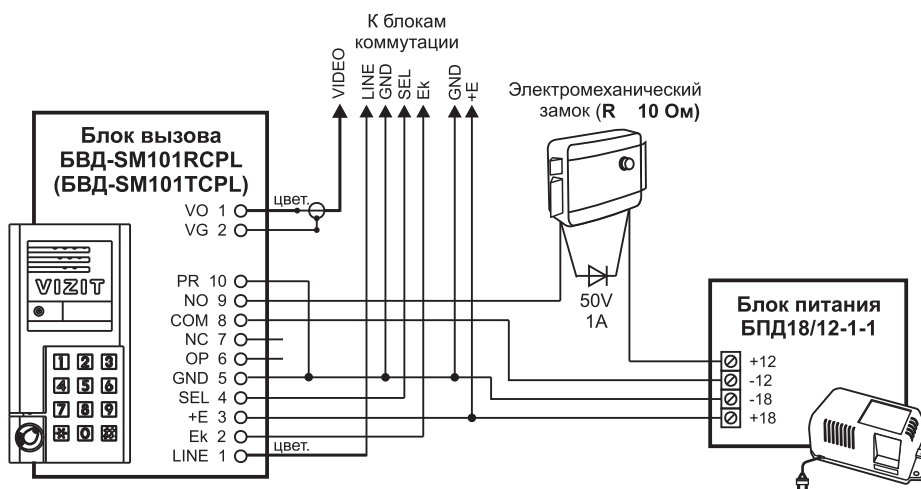 К блокам
коммутации
VIDEO
LINE
GND
SEL
Ek
GND
+E
Электромеханический
замок (R 10 Ом)
Блок вызова
БВД-SM101RCPL
(БВД-SM101TCPL)
цвет.
VO 1
VG 2
PR 10
NO 9
COM 8
NC 7
OP 6
GND 5
SEL 4
+E 3
Ek 2
LINE 1
цвет.
VIZIT
1 2 3
4 5 6
7 8 9
0
50V
1A
Блок питания
БПД18/12-1-1
+12
-12
-18
+18